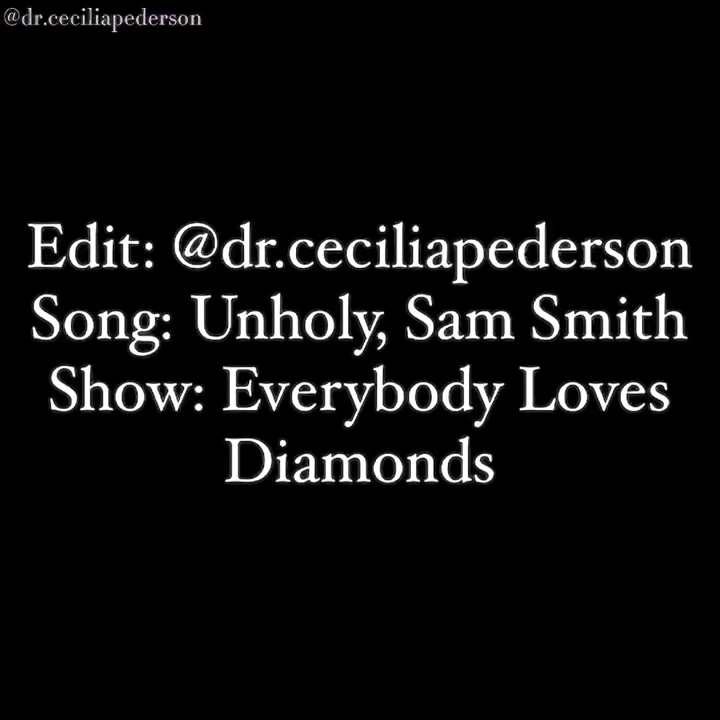 @dr.ceciliapederson
Edit: @dr.ceciliapederson
Song: Unholy, Sam Smith
Show: Everybody Loves
Diamonds